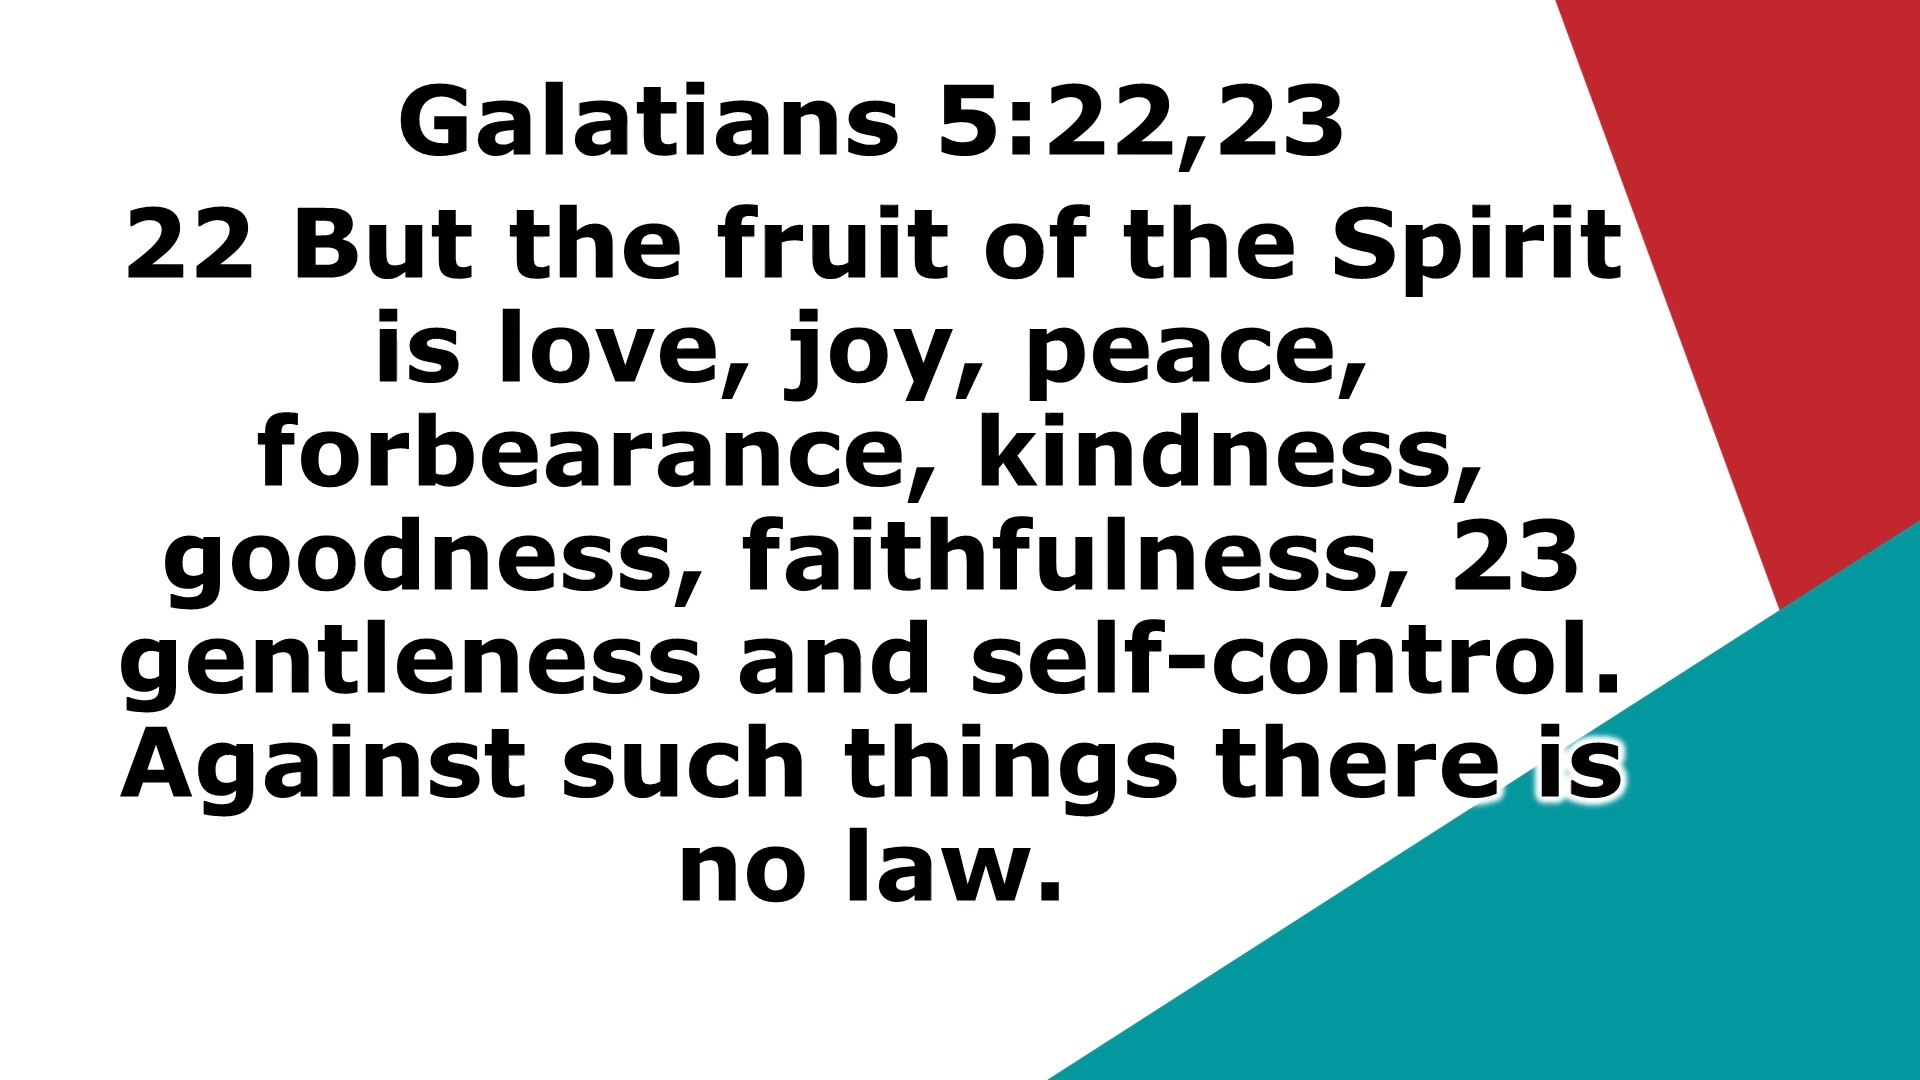 Galatians 5:22,23
22 But the fruit of the Spirit
is love, joy, peace,
forbearance, kindness,
goodness, faithfulness, 23
gentleness and self-control.
Against such things there is
no law.